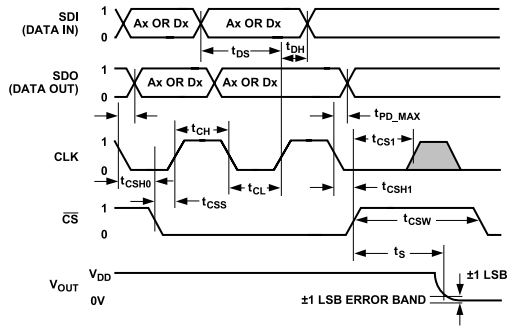 SDI
(DATA IN)
1
0
Ax OR Dx
Ax OR Dx
tDS
tDH
SDO
(DATA OUT)
1
0
Ax OR Dx
Ax OR Dx
tPD_MAX
tCH
tCS1
CLK
1
0
tCSH0
tCL
tCSH1
tCSS
CS
1
0
tCSW
tS
VOUT
VDD
0V
±1 LSB
±1 LSB ERROR BAND